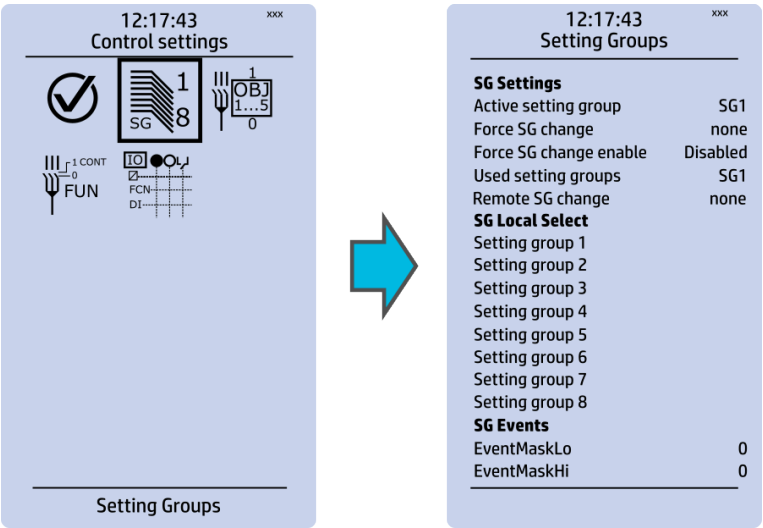 12:17:43 xxx
Control settings
1
SG 8
1
OBJ
1...5
0
1 CONT
0
FUN
IO
FCN
DI
Setting Groups
12:17:43 xxx
Setting Groups
SG Settings
Active setting group SG1
Force SG change none
Force SG change enable Disabled
Used setting groups SG1
Remote SG change none
SG Local Select
Setting group 1
Setting group 2
Setting group 3
Setting group 4
Setting group 5
Setting group 6
Setting group 7
Setting group 8
SG Events
EventMaskLo 0
EventMaskHi 0